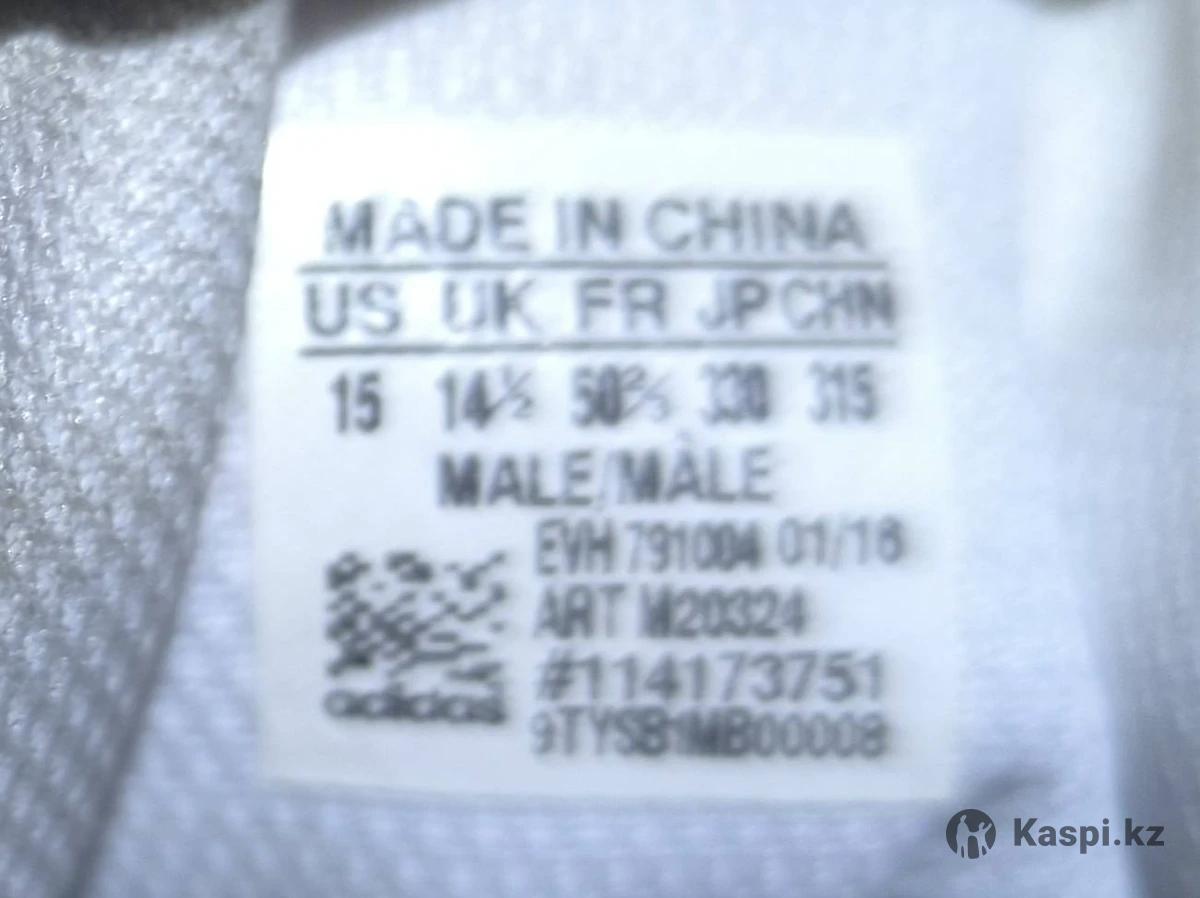 MADE IN CHINA
US UK FR JP CHN
15 14½ 50⅔ 330 315
MALE/MÂLE
EVH 791004 01/16
ART M20324
#114173751
9TYSB1MB00008
adidas
Kaspi.kz